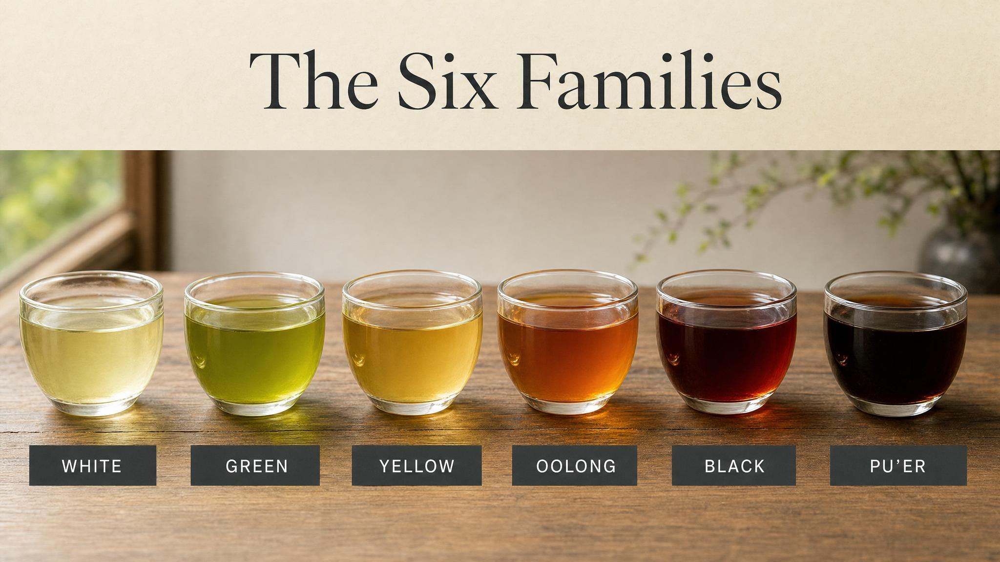 The Six Families
WHITE
GREEN
YELLOW
OOLONG
BLACK
PU’ER